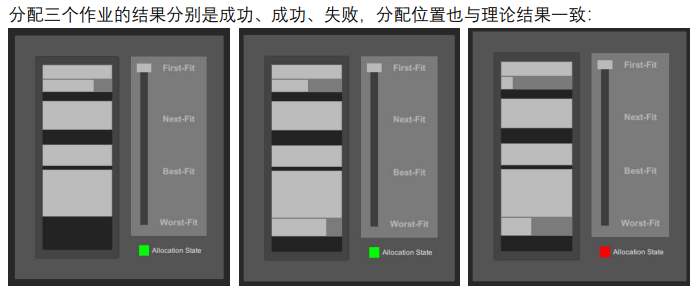 分配三个作业的结果分别是成功、成功、失败，分配位置也与理论结果一致：
First-Fit
Next-Fit
Best-Fit
Worst-Fit
Allocation State
First-Fit
Next-Fit
Best-Fit
Worst-Fit
Allocation State
First-Fit
Next-Fit
Best-Fit
Worst-Fit
Allocation State